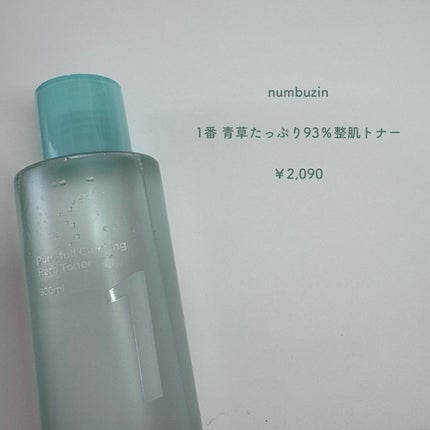 numbuzin
1番 青草たっぷり93％整肌トナー
￥2,090
Pure-full Calming
Herb Toner
300ml
1